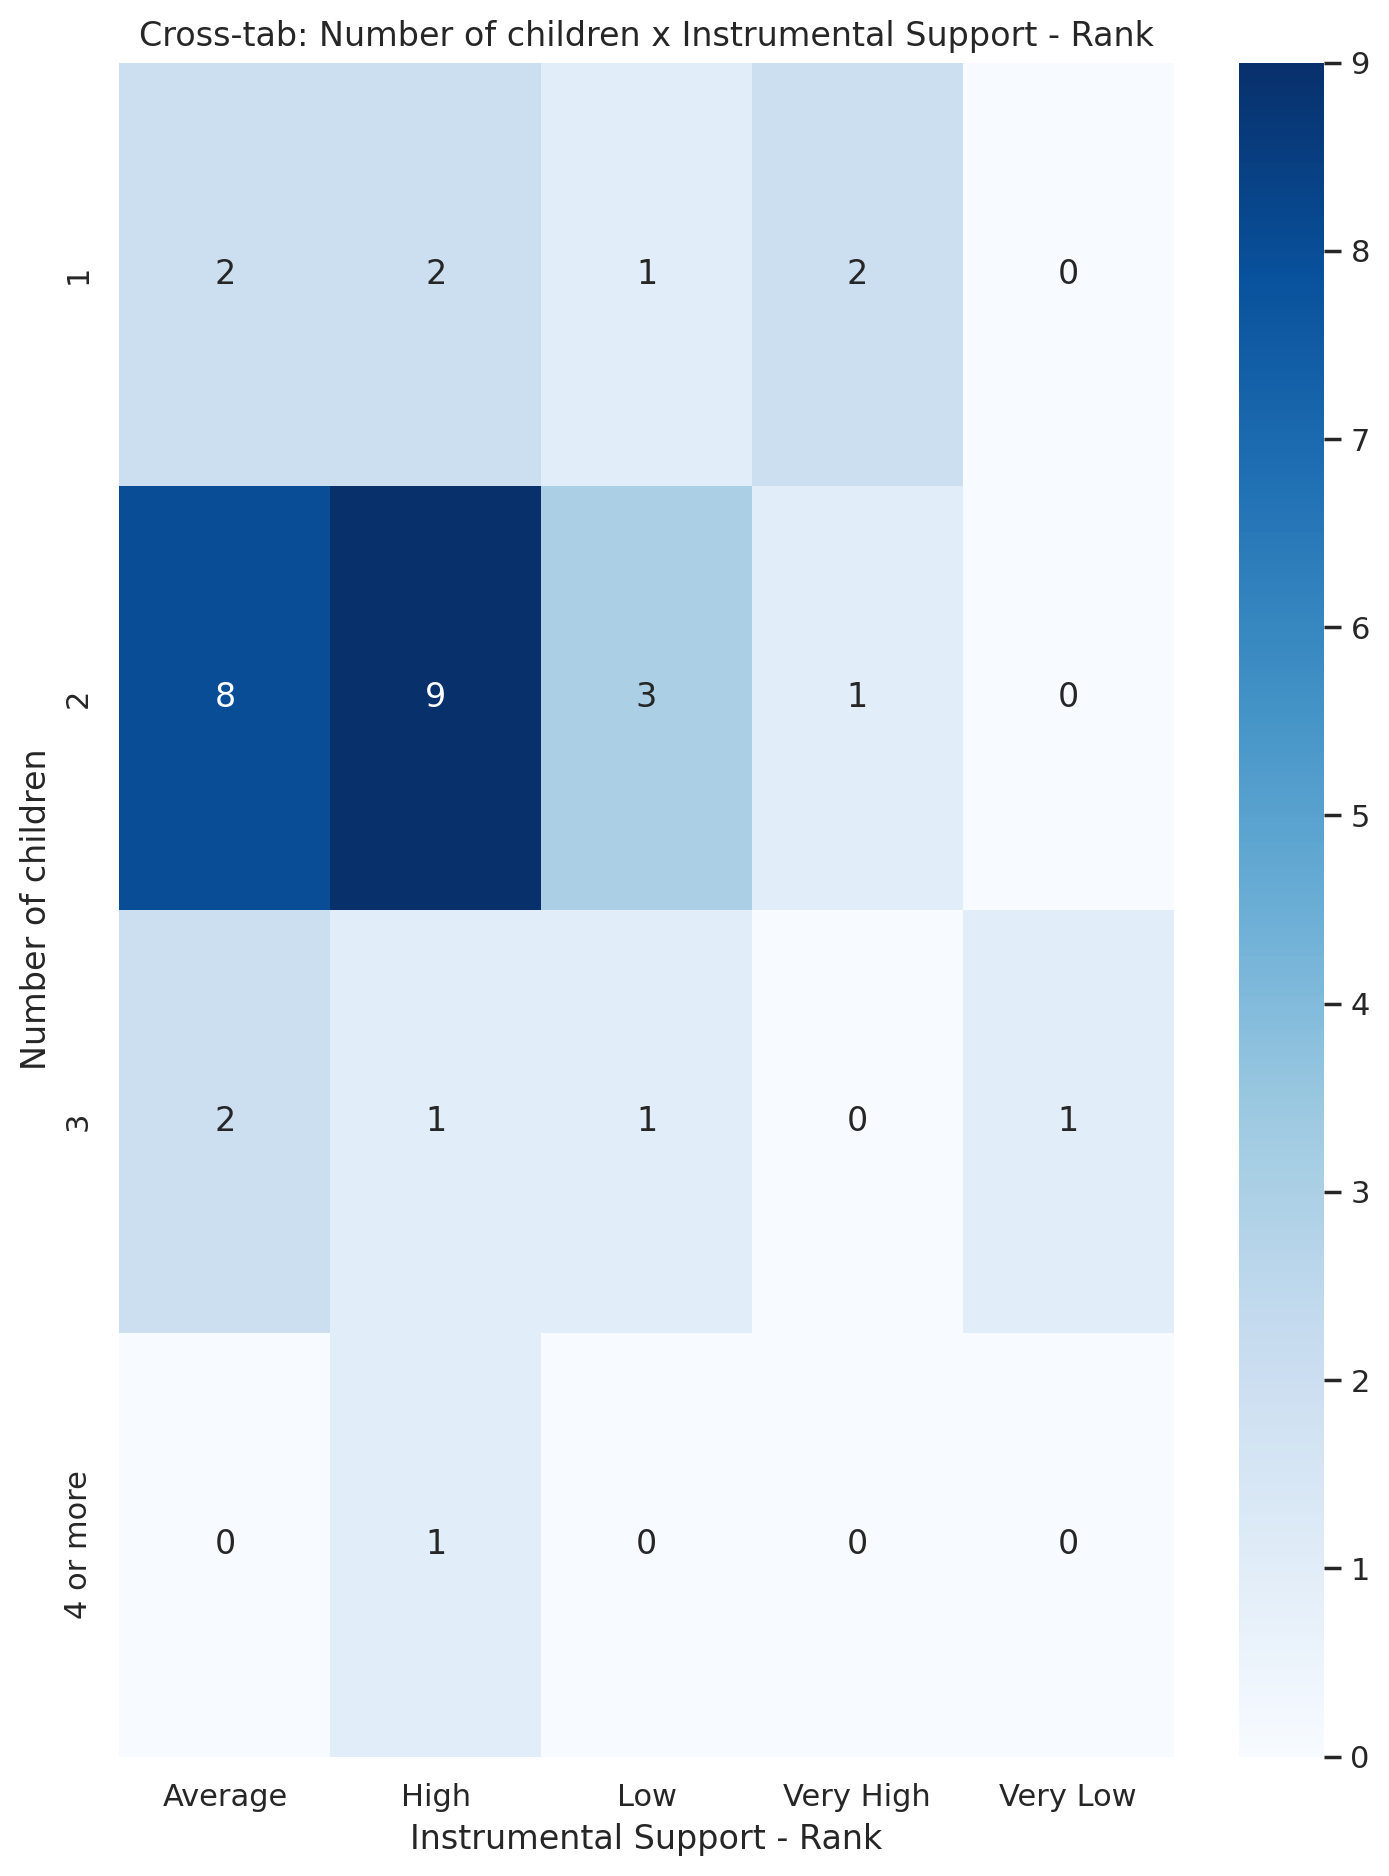 Cross-tab: Number of children x Instrumental Support - Rank
9
8
7
6
5
4
3
2
1
0
Number of children
1
2 2 1 2 0
2
8 9 3 1 0
3
2 1 1 0 1
4 or more
0 1 0 0 0
Average High Low Very High Very Low
Instrumental Support - Rank